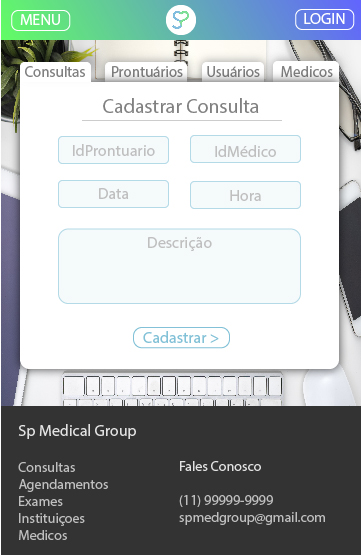 MENU
LOGIN
Consultas
Prontuários
Usuários
Medicos
Cadastrar Consulta
IdProntuario
IdMédico
Data
Hora
Descrição
Cadastrar >
Sp Medical Group
Consultas
Agendamentos
Exames
Instituiçoes
Medicos
Fales Conosco
(11) 99999-9999
spmedgroup@gmail.com